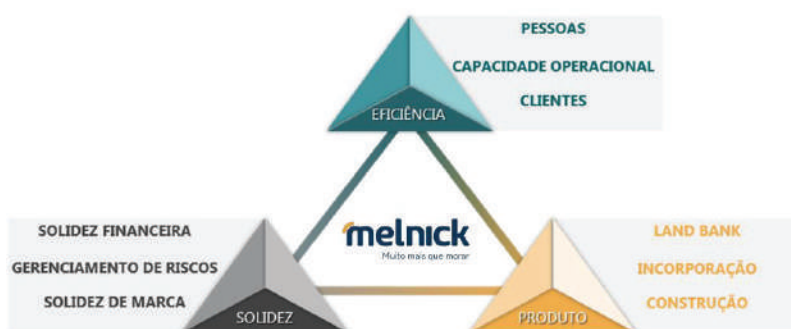 PESSOAS
CAPACIDADE OPERACIONAL
CLIENTES
EFICIÊNCIA
melnick
Muito mais que morar
SOLIDEZ FINANCEIRA
GERENCIAMENTO DE RISCOS
SOLIDEZ DE MARCA
SOLIDEZ
LAND BANK
INCORPORAÇÃO
CONSTRUÇÃO
PRODUTO